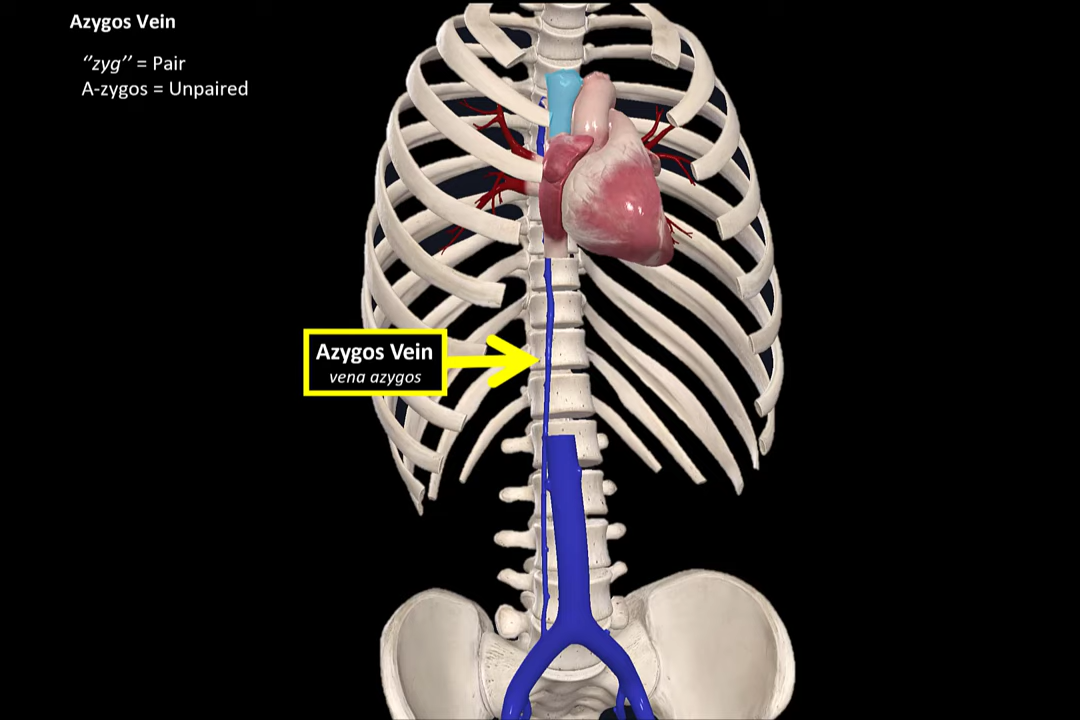 Azygos Vein
“zyg” = Pair
A-zygos = Unpaired
Azygos Vein
vena azygos